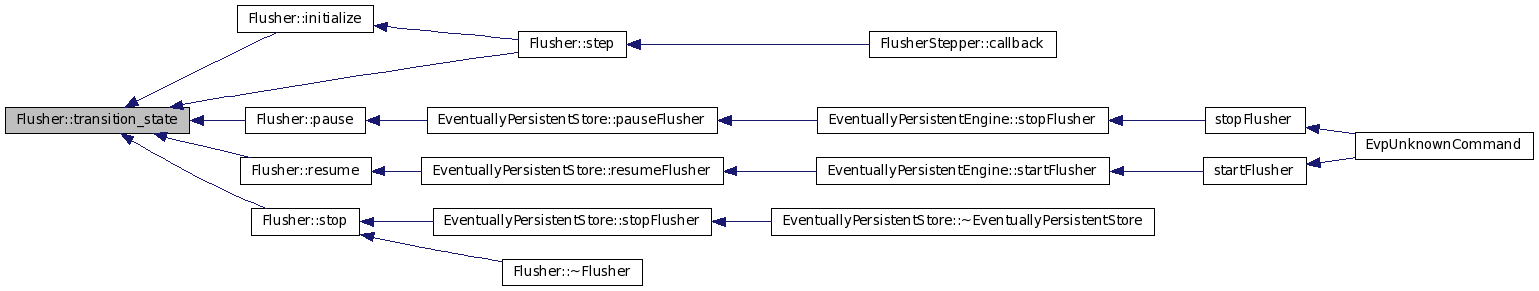 Flusher::initialize
Flusher::step
FlusherStepper::callback
Flusher::transition_state
Flusher::pause
EventuallyPersistentStore::pauseFlusher
EventuallyPersistentEngine::stopFlusher
stopFlusher
EvpUnknownCommand
Flusher::resume
EventuallyPersistentStore::resumeFlusher
EventuallyPersistentEngine::startFlusher
startFlusher
Flusher::stop
EventuallyPersistentStore::stopFlusher
EventuallyPersistentStore::~EventuallyPersistentStore
Flusher::~Flusher